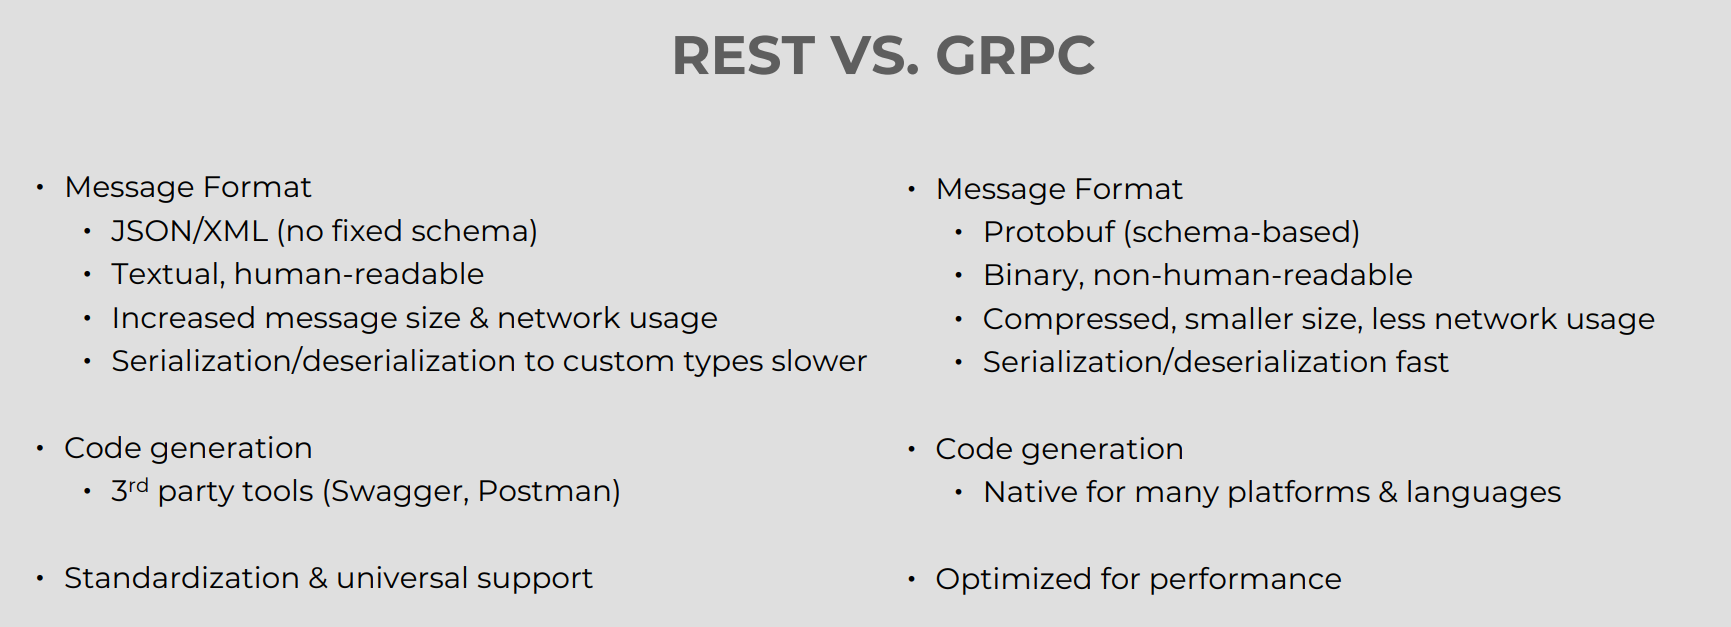 REST VS. GRPC
• Message Format
• JSON/XML (no fixed schema)
• Textual, human-readable
• Increased message size & network usage
• Serialization/deserialization to custom types slower
• Code generation
• 3rd party tools (Swagger, Postman)
• Standardization & universal support
• Message Format
• Protobuf (schema-based)
• Binary, non-human-readable
• Compressed, smaller size, less network usage
• Serialization/deserialization fast
• Code generation
• Native for many platforms & languages
• Optimized for performance